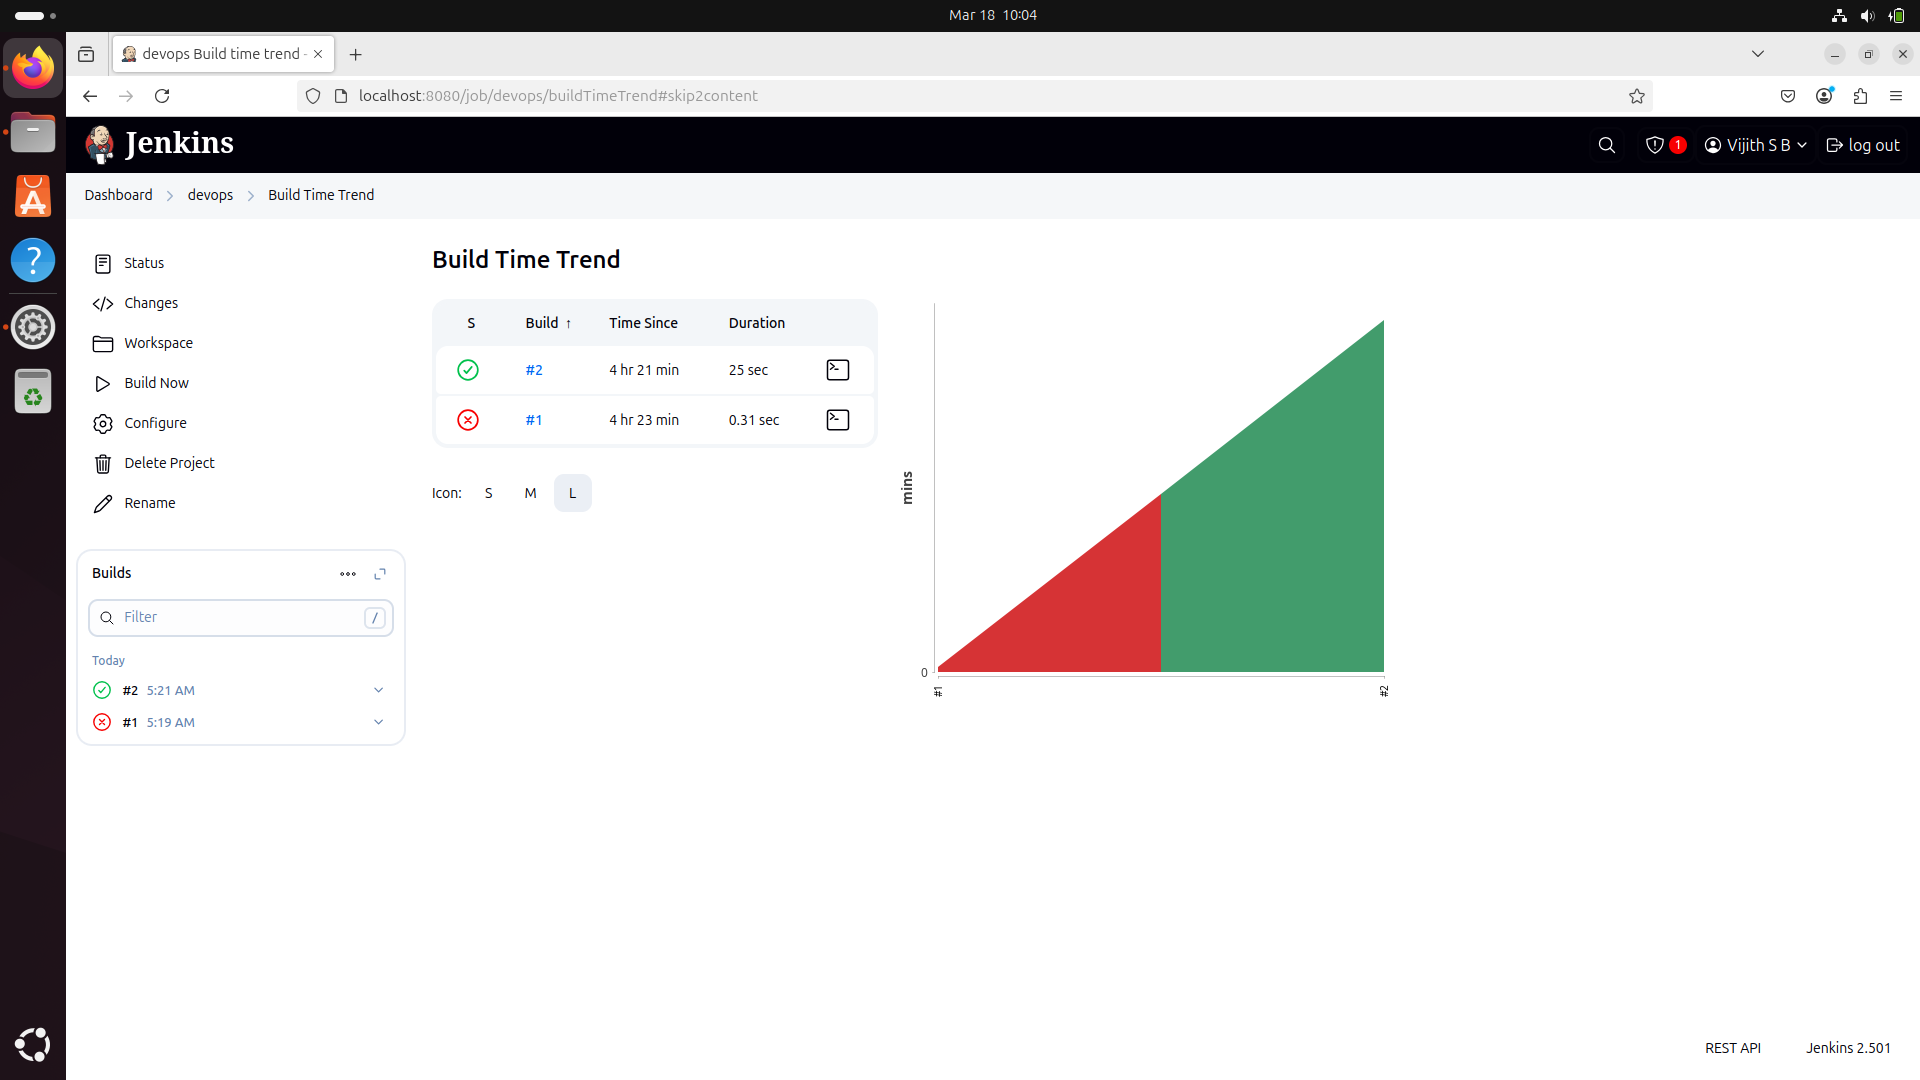 Mar 18 10:04
devops Build time trend -
localhost:8080/job/devops/buildTimeTrend#skip2content
Jenkins
1
Vijith S B
log out
Dashboard
devops
Build Time Trend
Status
Changes
Workspace
Build Now
Configure
Delete Project
Rename
Builds
Filter
/
Today
#2 5:21 AM
#1 5:19 AM
Build Time Trend
S Build ↑ Time Since Duration
#2 4 hr 21 min 25 sec
#1 4 hr 23 min 0.31 sec
Icon: S M L
mins
0
#1
#2
REST API
Jenkins 2.501